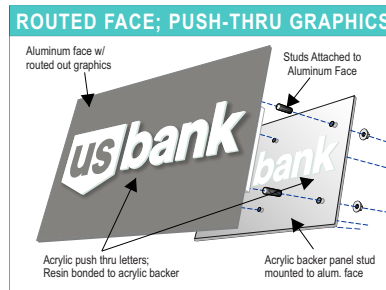 ROUTED FACE; PUSH-THRU GRAPHICS
Aluminum face w/
routed out graphics
Studs Attached to
Aluminum Face
usbank
bank
Acrylic push thru letters;
Resin bonded to acrylic backer
Acrylic backer panel stud
mounted to alum. face